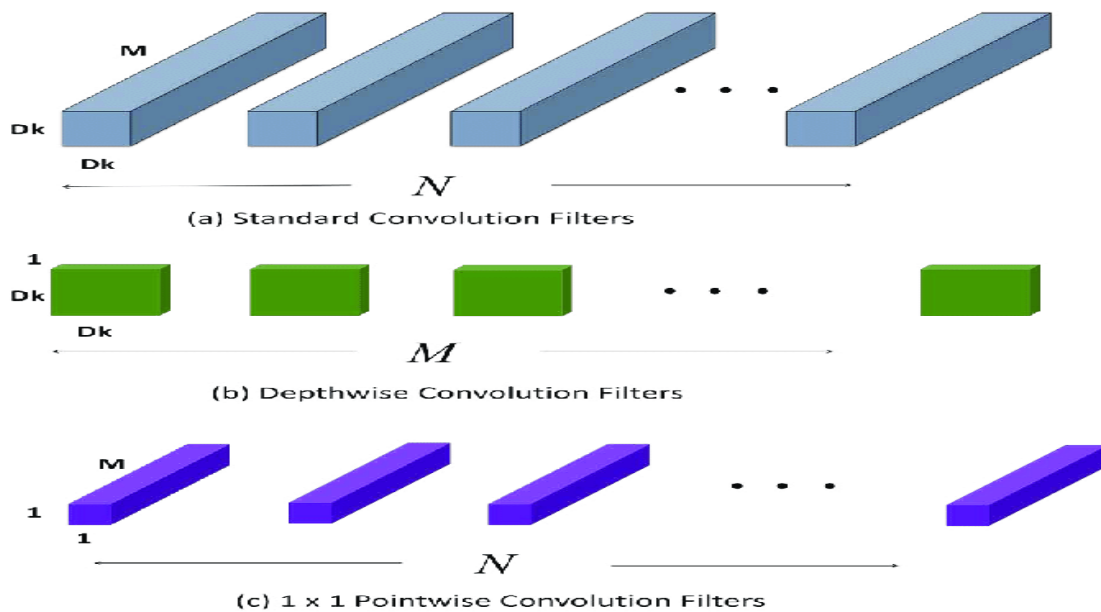 M
Dk
Dk
N
(a) Standard Convolution Filters
1
Dk
Dk
M
(b) Depthwise Convolution Filters
M
1
1
N
(c) 1 x 1 Pointwise Convolution Filters